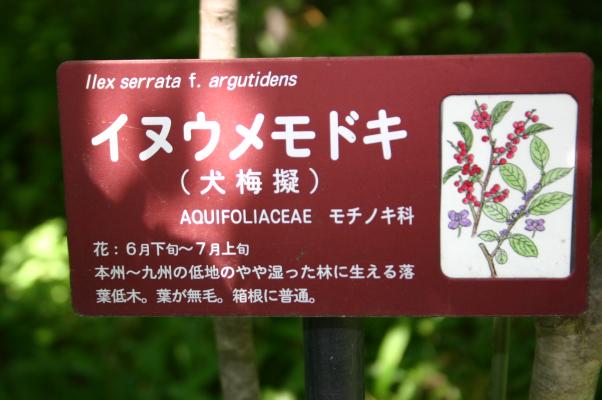 Ilex serrata f. argutidens
イヌウメモドキ
（犬梅擬）
AQUIFOLIACEAE モチノキ科
花：6月下旬～7月上旬
本州～九州の低地のやや湿った林に生える落
葉低木。葉が無毛。箱根に普通。